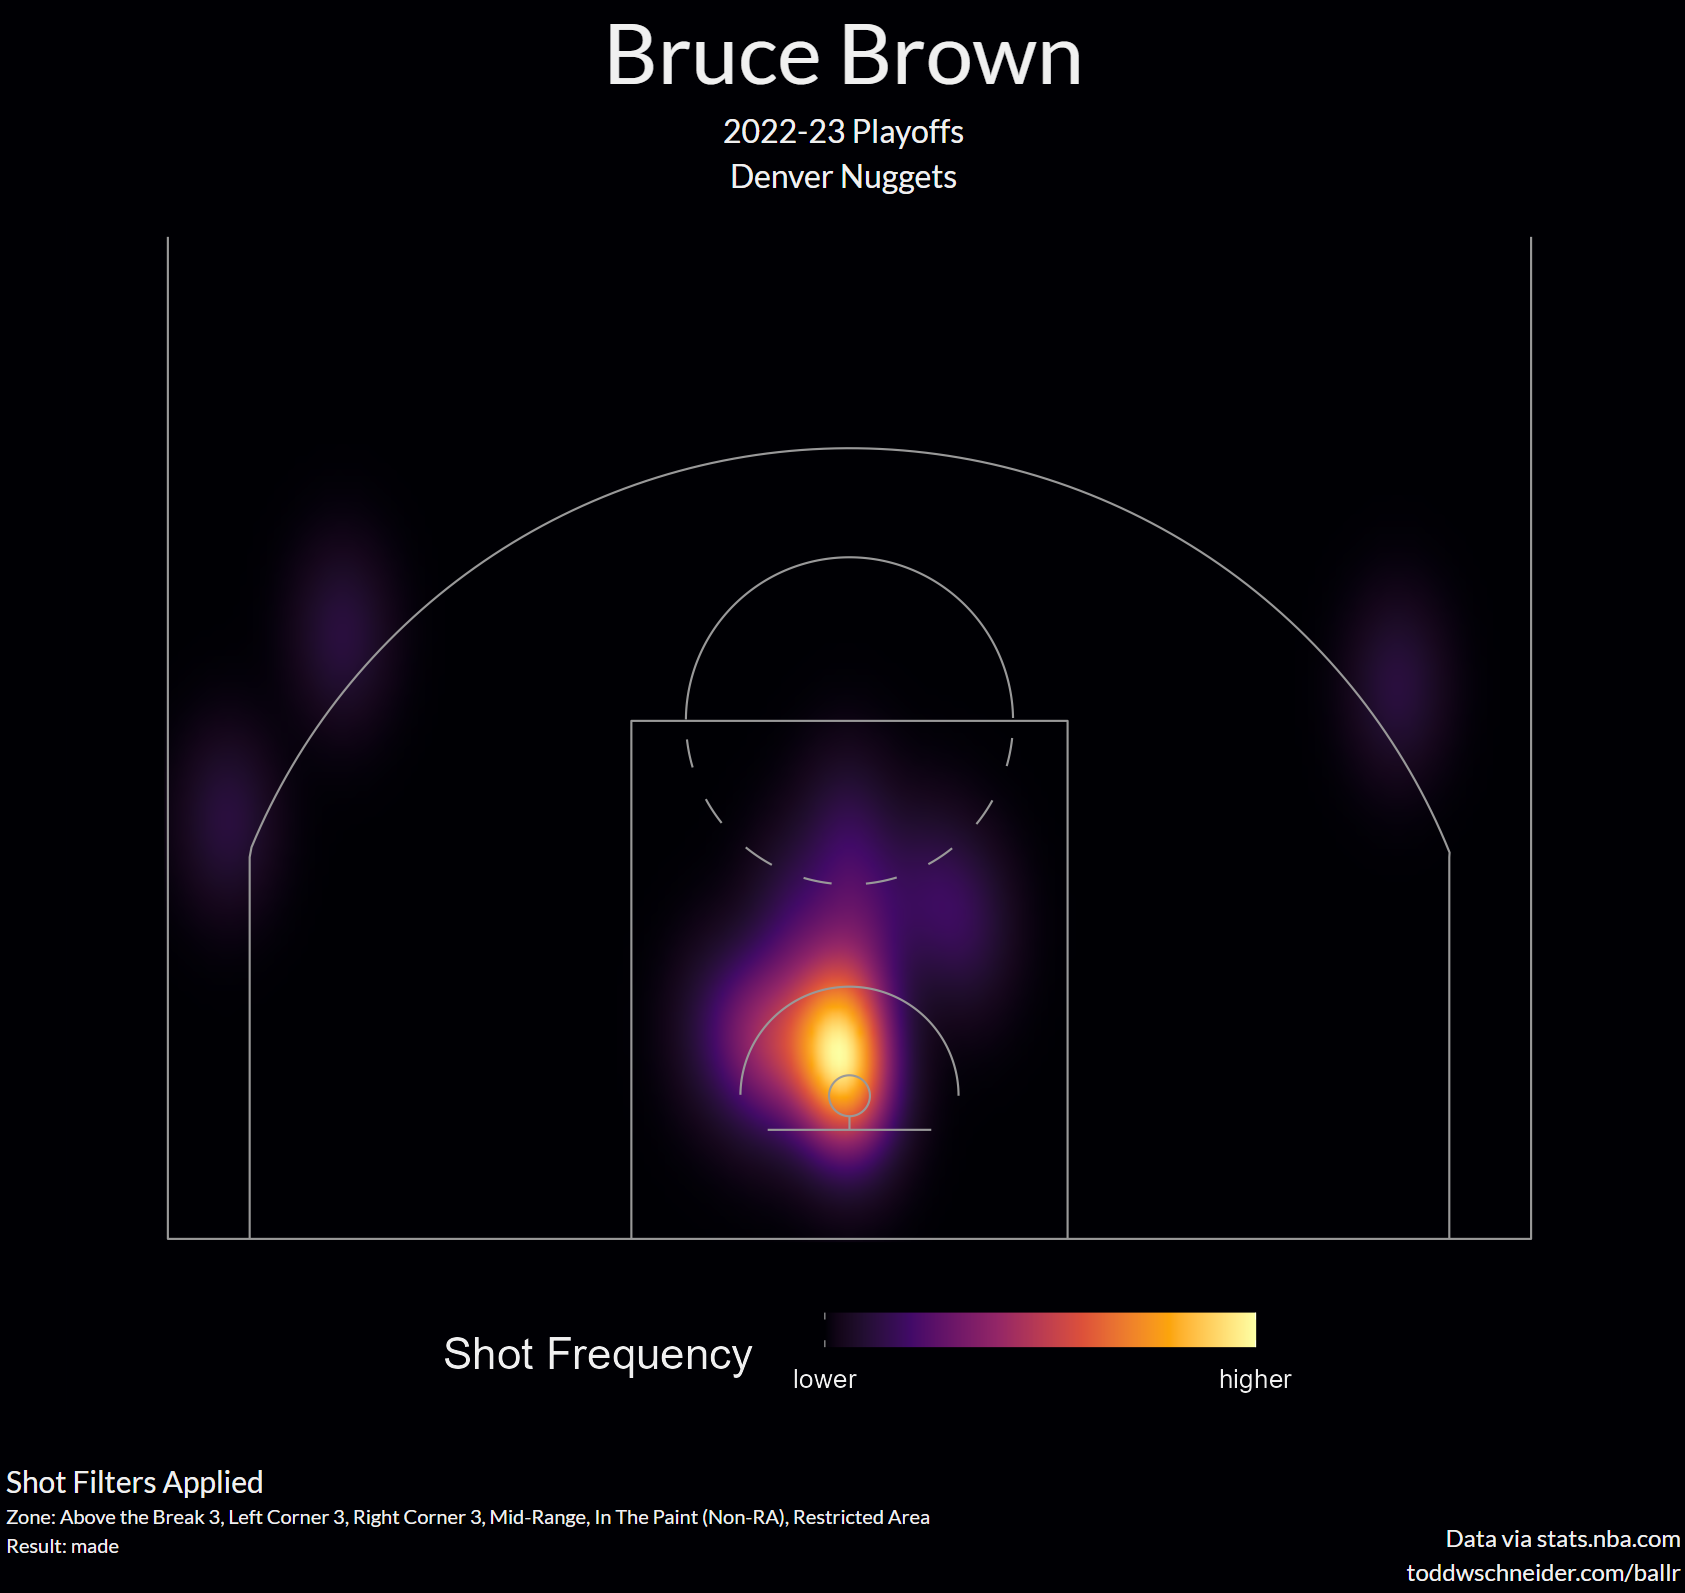 Bruce Brown
2022-23 Playoffs
Denver Nuggets
Shot Frequency
lower
higher
Shot Filters Applied
Zone: Above the Break 3, Left Corner 3, Right Corner 3, Mid-Range, In The Paint (Non-RA), Restricted Area
Result: made
Data via stats.nba.com
toddwschneider.com/ballr